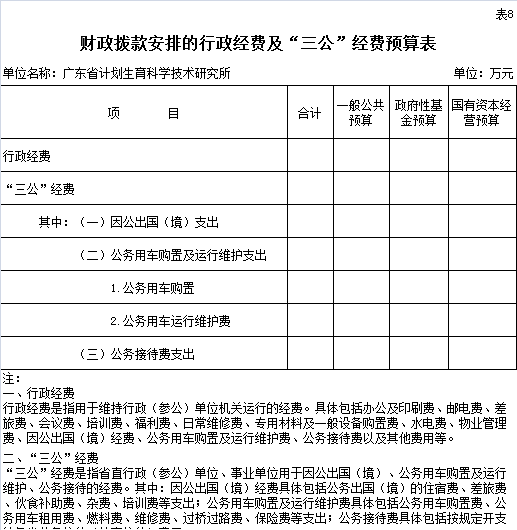 表8
财政拨款安排的行政经费及“三公”经费预算表
单位名称：广东省计划生育科学技术研究所 单位：万元
项 目 合计 一般公共预算 政府性基金预算 国有资本经营预算
行政经费
“三公”经费
其中：（一）因公出国（境）支出
（二）公务用车购置及运行维护支出
1.公务用车购置
2.公务用车运行维护费
（三）公务接待费支出
注：
一、行政经费
行政经费是指用于维持行政（参公）单位机关运行的经费。具体包括办公及印刷费、邮电费、差
旅费、会议费、培训费、福利费、日常维修费、专用材料及一般设备购置费、水电费、物业管理
费、因公出国（境）经费、公务用车购置及运行维护费、公务接待费以及其他费用等。
二、“三公”经费
“三公”经费是指省直行政（参公）单位、事业单位用于因公出国（境）、公务用车购置及运行
维护、公务接待的经费。其中：因公出国（境）经费具体包括公务出国（境）的住宿费、差旅费
、伙食补助费、杂费、培训费等支出；公务用车购置及运行维护费具体包括公务用车购置费、公
务用车租用费、燃料费、维修费、过桥过路费、保险费等支出；公务接待费具体包括按规定开支